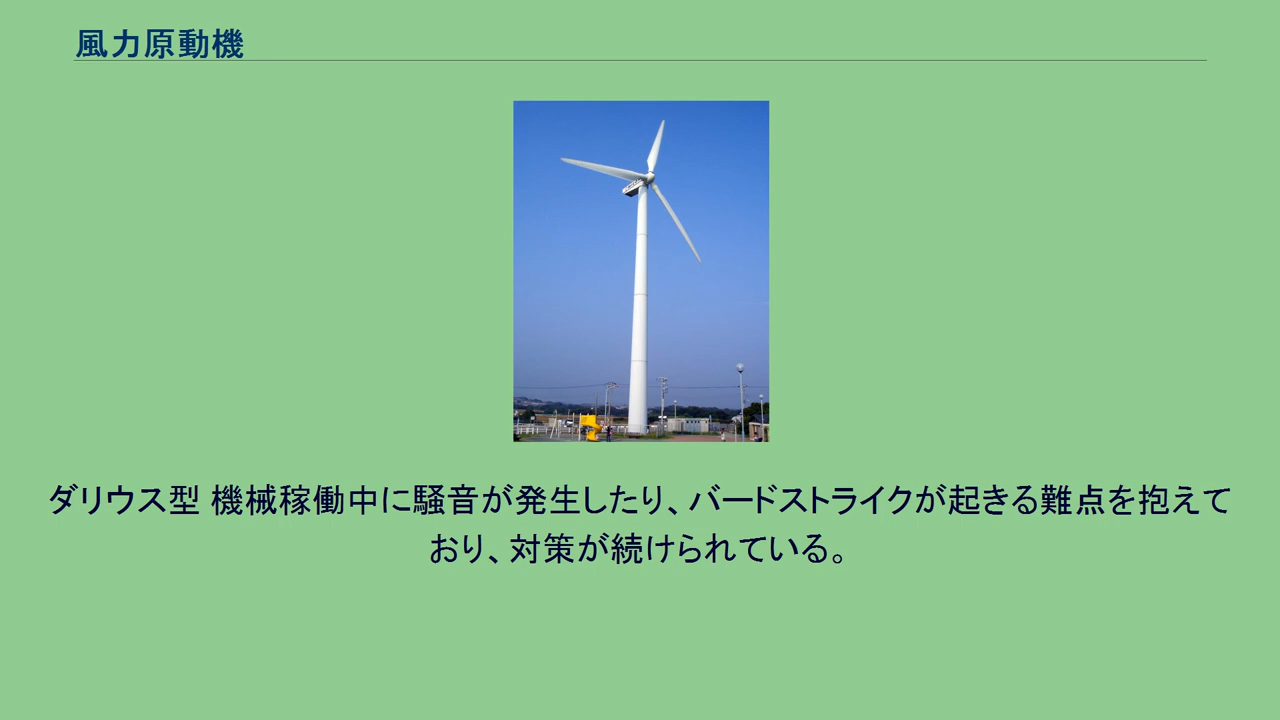 風力原動機
ダリウス型 機械稼働中に騒音が発生したり、バードストライクが起きる難点を抱えて
おり、対策が続けられている。